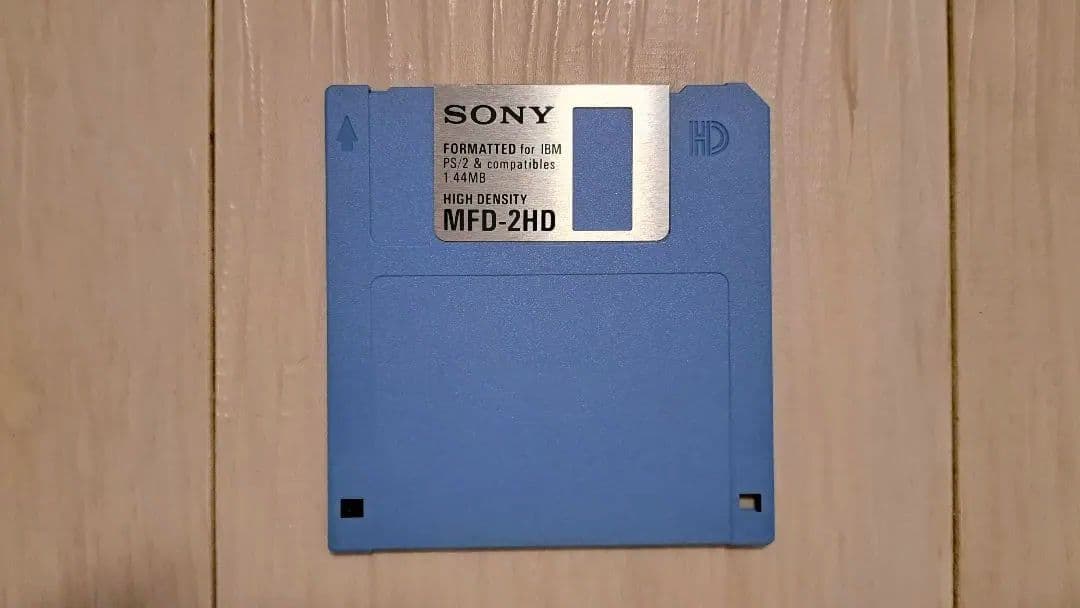 SONY
HD
FORMATTED for IBM
PS/2 & compatibles
1.44MB
HIGH DENSITY
MFD-2HD